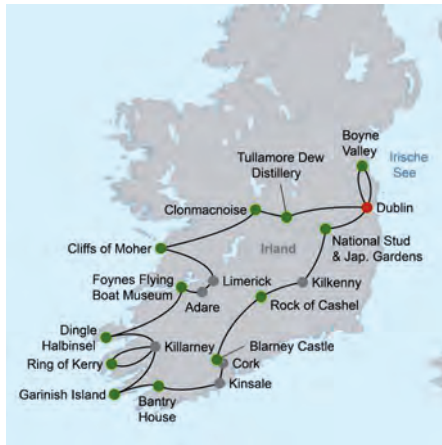 Boyne
Valley
Irische
See
Tullamore Dew
Distillery
Dublin
Clonmacnoise
National Stud
& Jap. Gardens
Cliffs of Moher
Irland
Foynes Flying
Boat Museum
Limerick
Kilkenny
Adare
Rock of Cashel
Dingle
Halbinsel
Killarney
Blarney Castle
Ring of Kerry
Cork
Kinsale
Garinish Island
Bantry
House